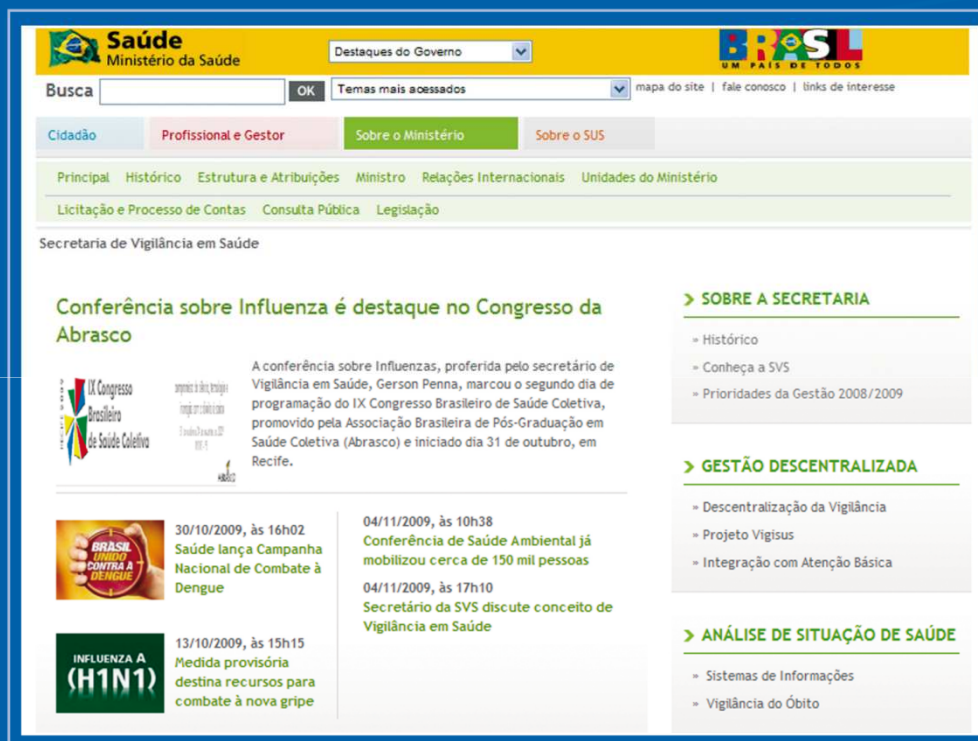 Saúde
Ministério da Saúde
Destaques do Governo
BRASIL
UM PAÍS DE TODOS
Busca
OK
Temas mais acessados
mapa do site | fale conosco | links de interesse
Cidadão
Profissional e Gestor
Sobre o Ministério
Sobre o SUS
Principal Histórico Estrutura e Atribuições Ministro Relações Internacionais Unidades do Ministério
Licitação e Processo de Contas Consulta Pública Legislação
Secretaria de Vigilância em Saúde
Conferência sobre Influenza é destaque no Congresso da
Abrasco
IX Congresso
Brasileiro
de Saúde Coletiva
A conferência sobre Influenzas, proferida pelo secretário de
Vigilância em Saúde, Gerson Penna, marcou o segundo dia de
programação do IX Congresso Brasileiro de Saúde Coletiva,
promovido pela Associação Brasileira de Pós-Graduação em
Saúde Coletiva (Abrasco) e iniciado dia 31 de outubro, em
Recife.
BRASIL
UNIDO
CONTRA A
DENGUE
30/10/2009, às 16h02
Saúde lança Campanha
Nacional de Combate à
Dengue
INFLUENZA A
(H1N1)
13/10/2009, às 15h15
Medida provisória
destina recursos para
combate à nova gripe
04/11/2009, às 10h38
Conferência de Saúde Ambiental já
mobilizou cerca de 150 mil pessoas
04/11/2009, às 17h10
Secretário da SVS discute conceito de
Vigilância em Saúde
SOBRE A SECRETARIA
» Histórico
» Conheça a SVS
» Prioridades da Gestão 2008/2009
GESTÃO DESCENTRALIZADA
» Descentralização da Vigilância
» Projeto Vigisus
» Integração com Atenção Básica
ANÁLISE DE SITUAÇÃO DE SAÚDE
» Sistemas de Informações
» Vigilância do Óbito